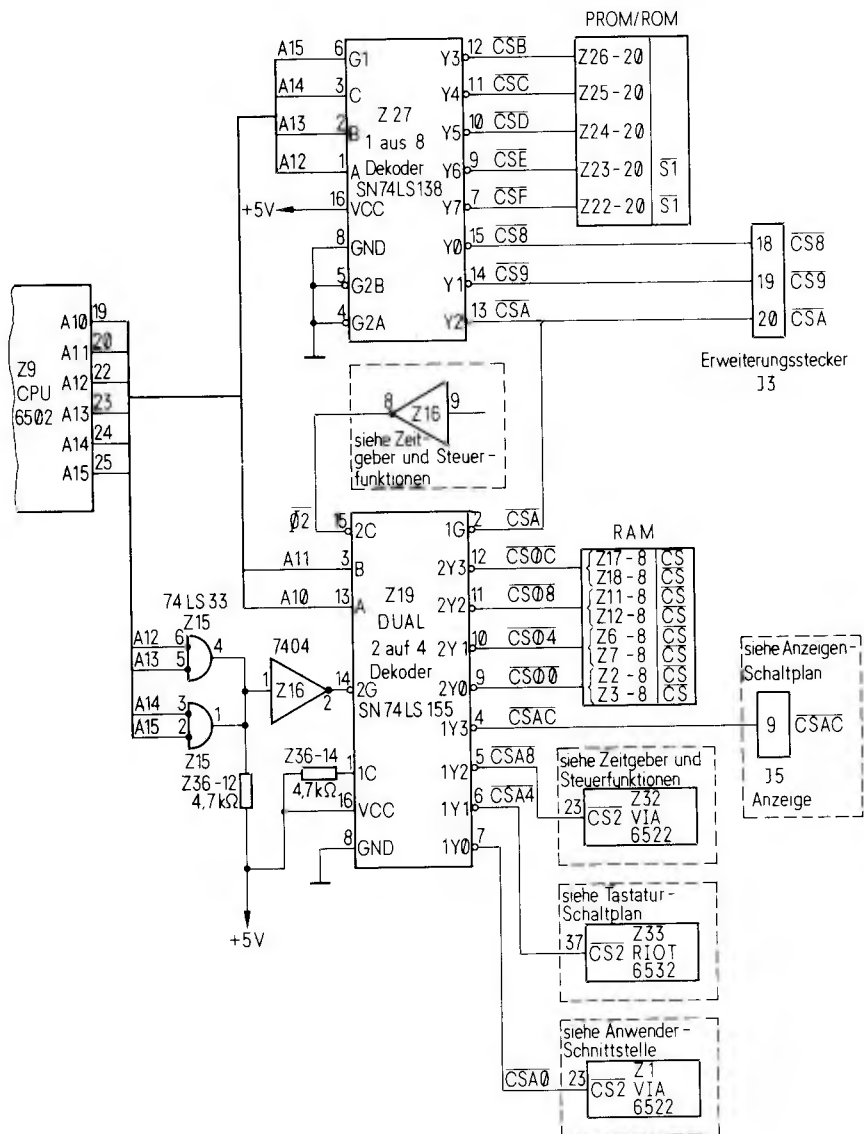 PROM/ROM
A15 6 G1 Y3 12 CSB Z26-20
A14 3 C Y4 11 CSC Z25-20
Z27
A13 2 B Y5 10 CSD Z24-20
1 aus 8
A12 1 A Dekoder Y6 9 CSE Z23-20 S1
SN74LS138
+5V 16 VCC Y7 7 CSF Z22-20 S1
8 GND Y0 15 CS8 18 CS8
5 G2B Y1 14 CS9 19 CS9
4 G2A Y2 13 CSA 20 CSA
Erweiterungsstecker
J3
Z9
CPU
6502
A10 19
A11 20
A12 22
A13 23
A14 24
A15 25
8 Z16 9
siehe Zeit-
geber und Steuer-
funktionen
Ø2 15 2C 1G 2 CSA
RAM
A11 3 B 2Y3 12 CSØC Z17-8 CS
Z18-8 CS
Z19
A10 13 A 2Y2 11 CSØ8 Z11-8 CS
Z12-8 CS
DUAL
2 auf 4
Dekoder
SN74LS155
2Y1 10 CSØ4 Z6-8 CS
Z7-8 CS
2Y0 9 CSØØ Z2-8 CS
Z3-8 CS
74LS33
Z15
A12 6
A13 5
4
A14 3
A15 2
1
Z15
7404
1 Z16 2
14 2G
Z36-12
4,7kΩ
Z36-14
4,7kΩ
1 1C
16 VCC
8 GND
+5V
1Y3 4 CSAC
siehe Anzeigen-
Schaltplan
9 CSAC
J5
Anzeige
1Y2 5 CSA8
siehe Zeitgeber und
Steuerfunktionen
23 CS2 Z32
VIA
6522
1Y1 6 CSA4
siehe Tastatur-
Schaltplan
37 CS2 Z33
RIOT
6532
1Y0 7
siehe Anwender-
Schnittstelle
CSAØ 23 CS2 Z1
VIA
6522